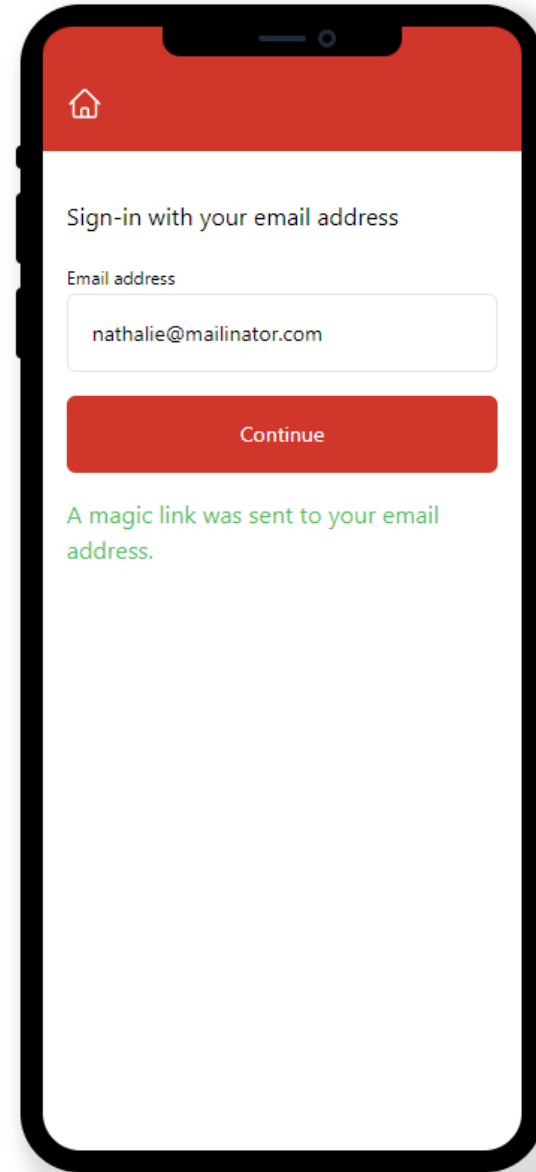 Sign-in with your email address
Email address
nathalie@mailinator.com
Continue
A magic link was sent to your email
address.